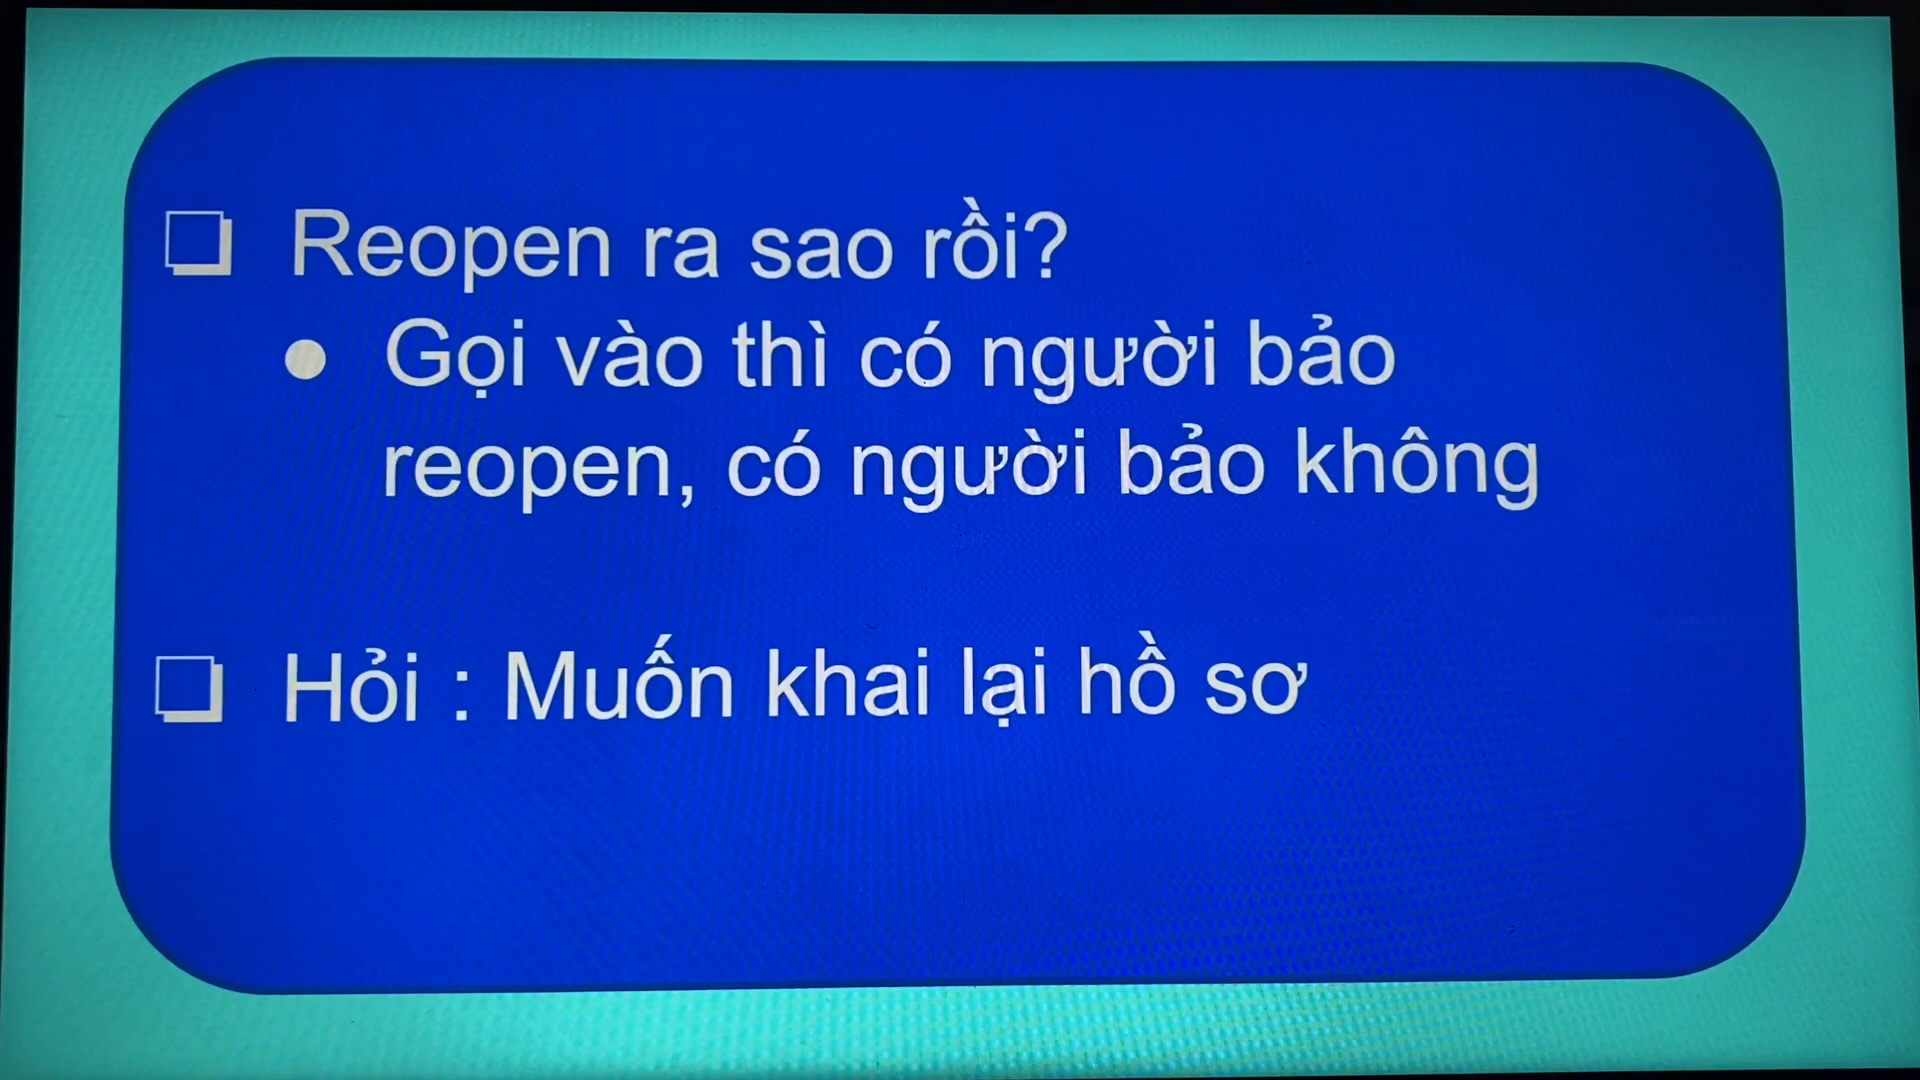 Reopen ra sao rồi?
Gọi vào thì có người bảo
reopen, có người bảo không
Hỏi : Muốn khai lại hồ sơ